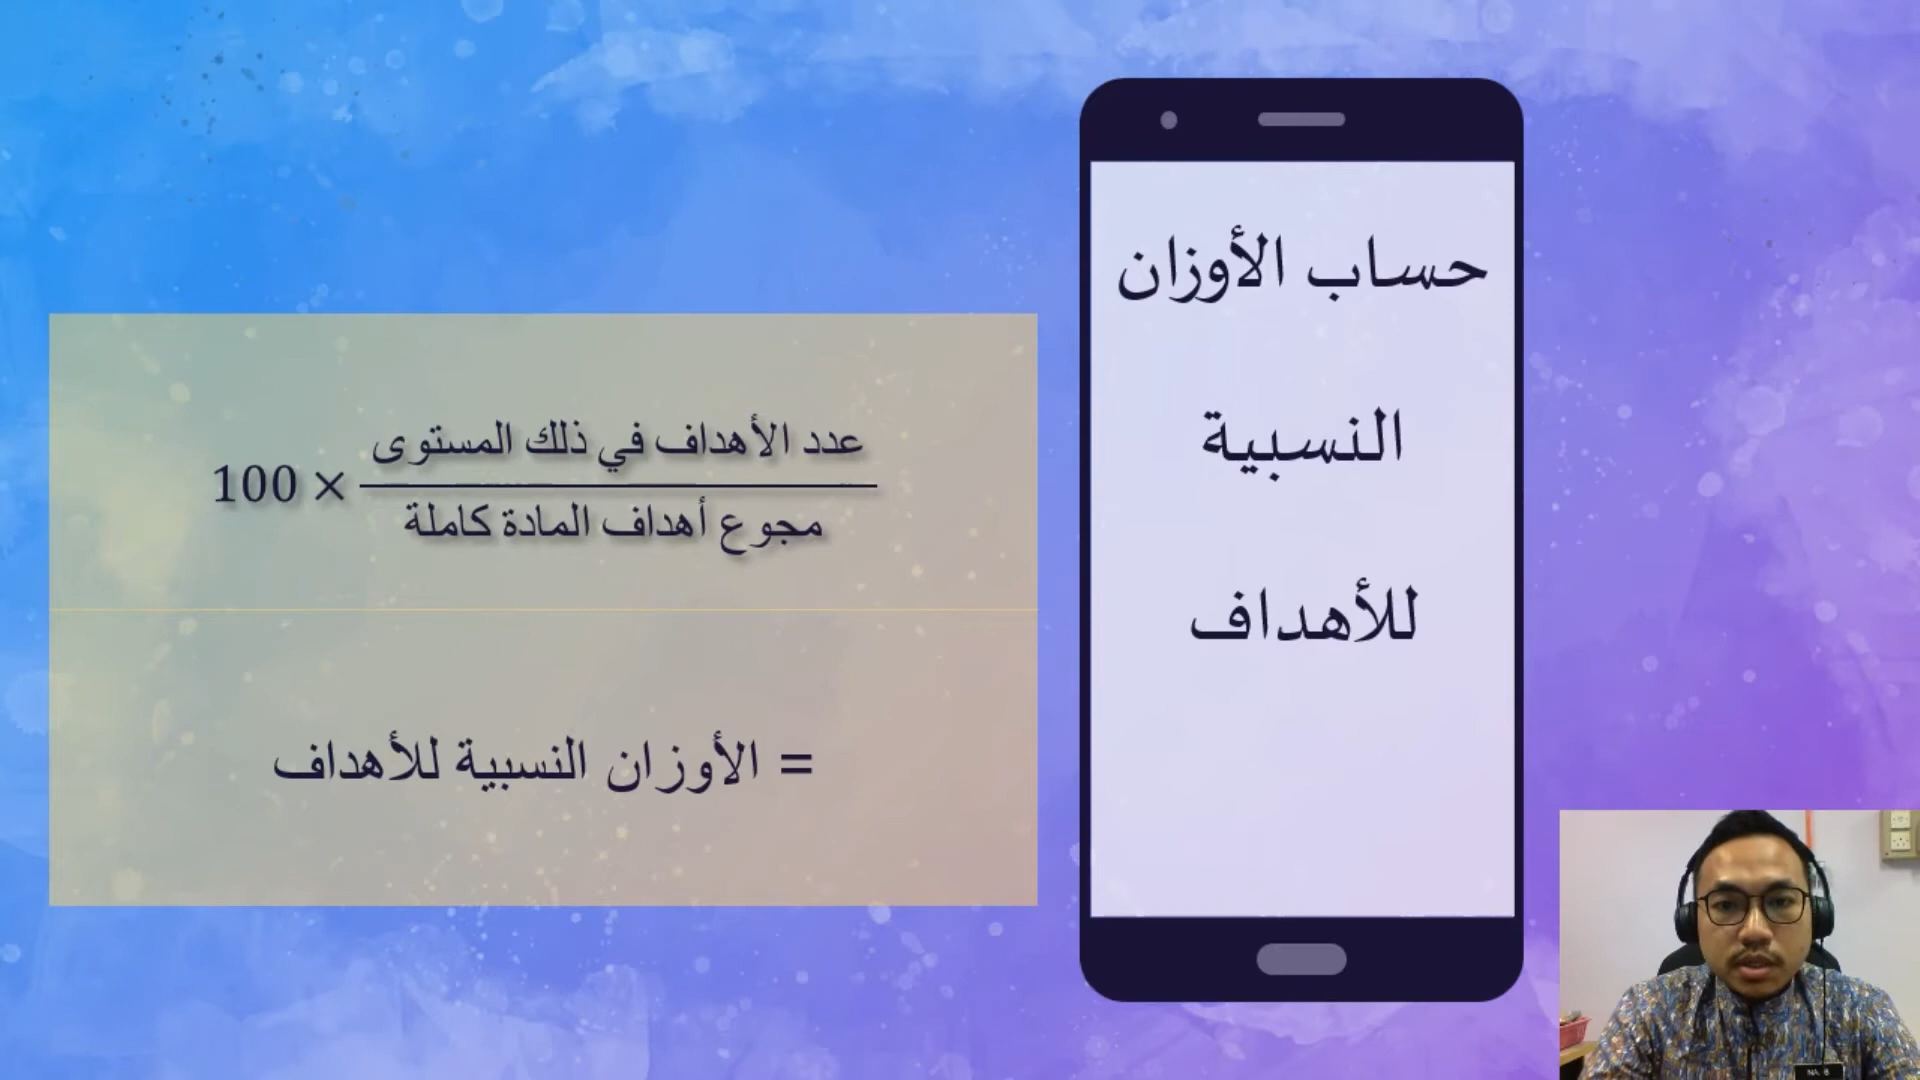 حساب الأوزان
النسبية
للأهداف
عدد الأهداف في ذلك المستوى
100 ×
مجوع أهداف المادة كاملة
= الأوزان النسبية للأهداف